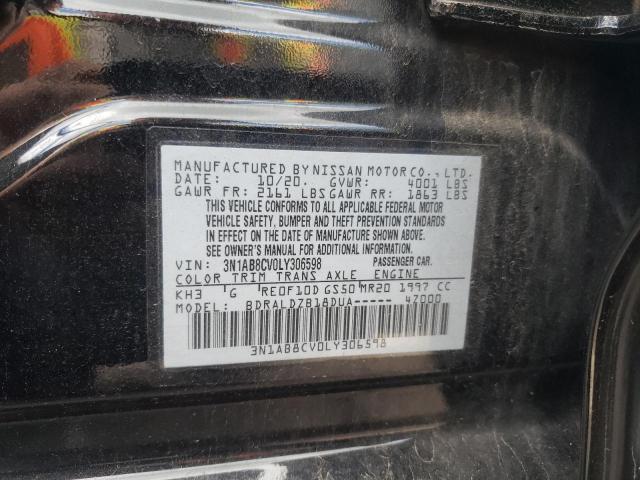 MANUFACTURED BY NISSAN MOTOR CO., LTD.
DATE: 10/20. GVWR: 4001 LBS
GAWR FR: 2161 LBS GAWR RR: 1863 LBS
THIS VEHICLE CONFORMS TO ALL APPLICABLE FEDERAL MOTOR
VEHICLE SAFETY, BUMPER AND THEFT PREVENTION STANDARDS
IN EFFECT ON THE DATE OF MANUFACTURE SHOWN ABOVE.
SEE OWNER'S MANUAL FOR ADDITIONAL INFORMATION.
VIN: 3N1AB8CV0LY306598 PASSENGER CAR.
COLOR TRIM TRANS AXLE ENGINE
KH3 G RE0F10D GS50 MR20 1997 CC
MODEL: BDRALDZB18DUA----- 4Z000
3N1AB8CV0LY306598